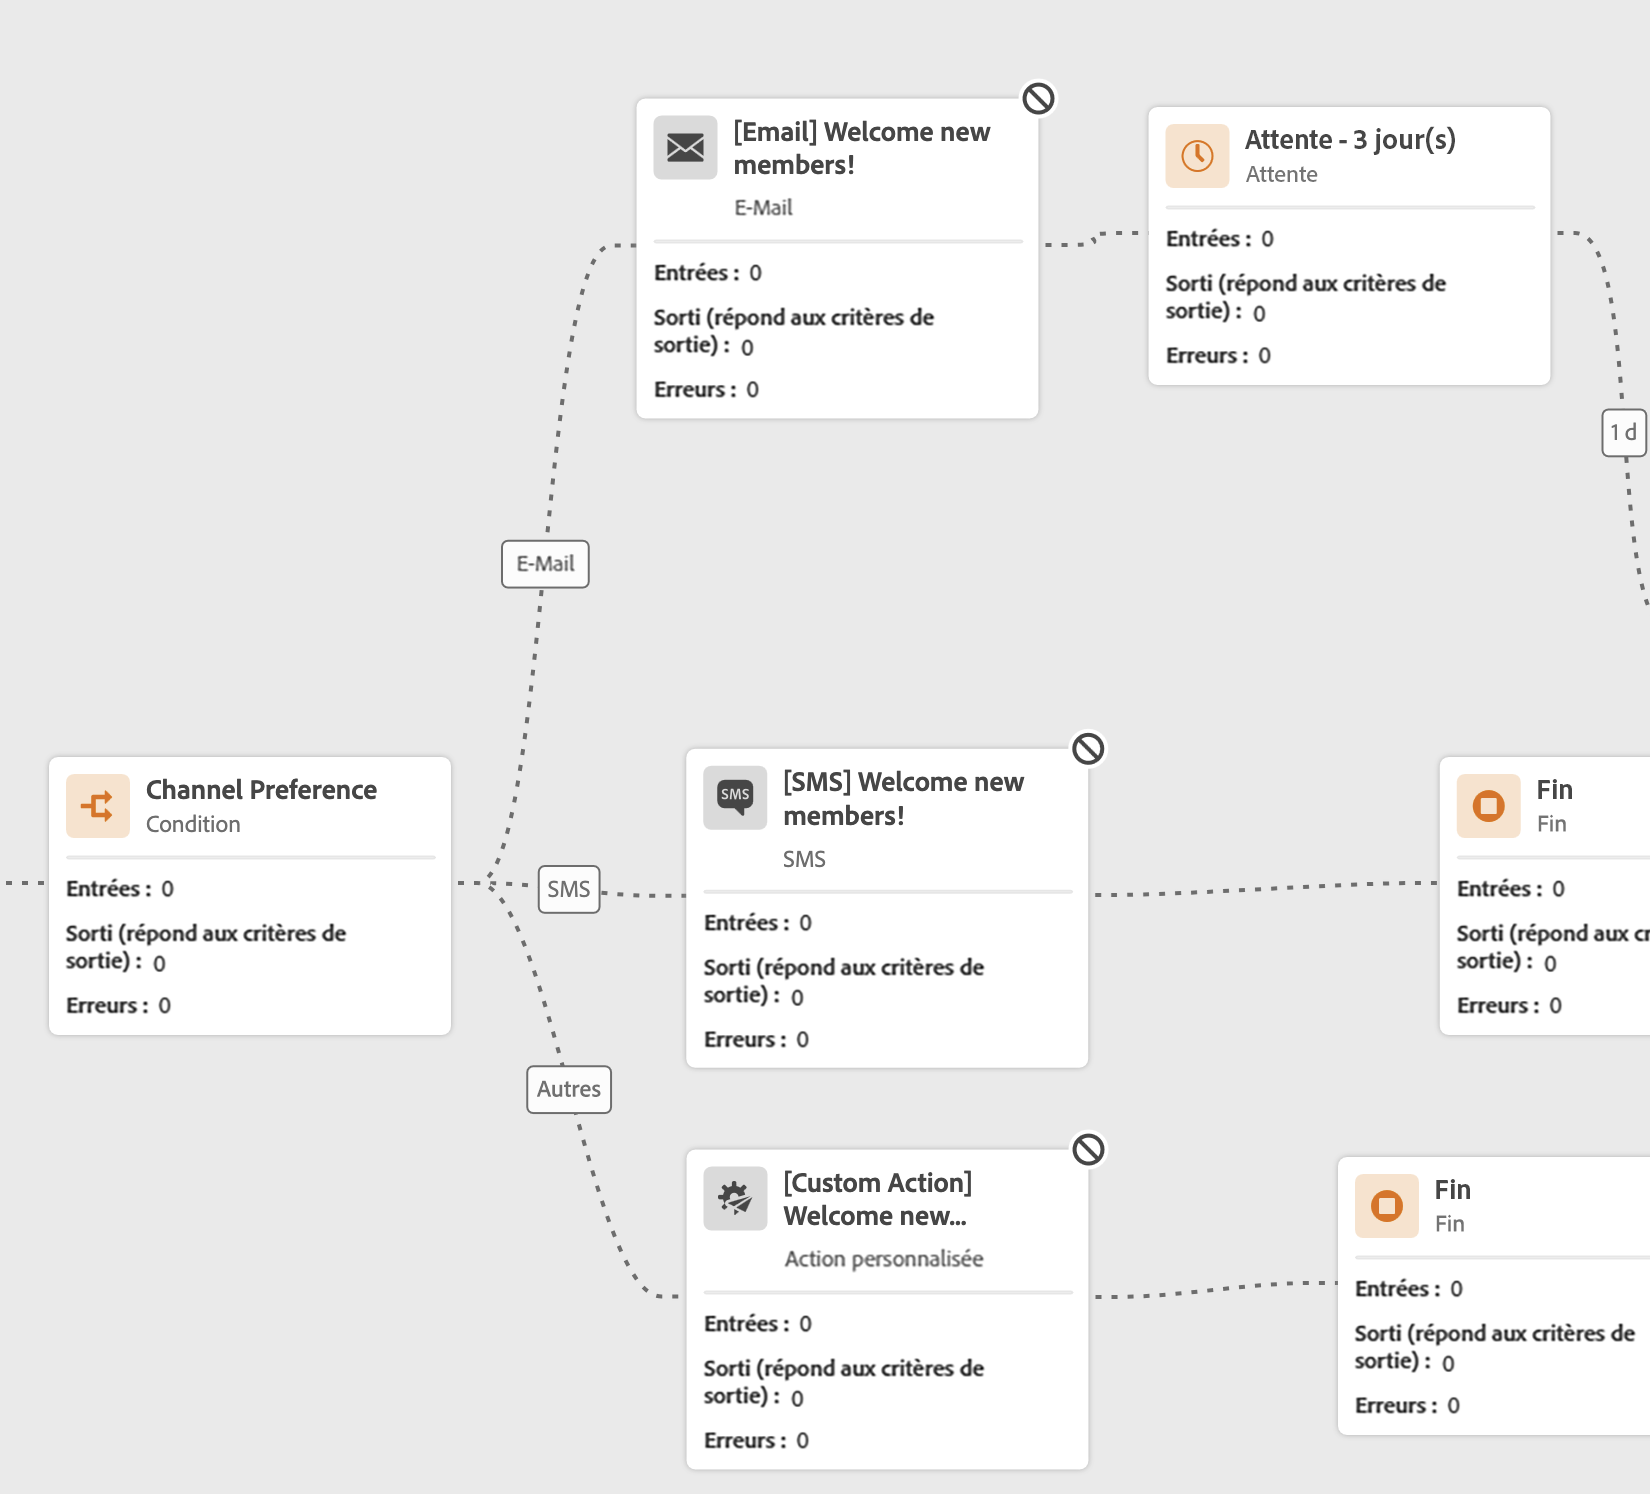 [Email] Welcome new
members!
E-Mail
Entrées : 0
Sorti (répond aux critères de
sortie) : 0
Erreurs : 0
Attente - 3 jour(s)
Attente
Entrées : 0
Sorti (répond aux critères de
sortie) : 0
Erreurs : 0
1 d
E-Mail
Channel Preference
Condition
Entrées : 0
Sorti (répond aux critères de
sortie) : 0
Erreurs : 0
SMS
SMS
[SMS] Welcome new
members!
SMS
Entrées : 0
Sorti (répond aux critères de
sortie) : 0
Erreurs : 0
Fin
Fin
Entrées : 0
Sorti (répond aux cr
sortie) : 0
Erreurs : 0
Autres
[Custom Action]
Welcome new...
Action personnalisée
Entrées : 0
Sorti (répond aux critères de
sortie) : 0
Erreurs : 0
Fin
Fin
Entrées : 0
Sorti (répond aux critères de
sortie) : 0
Erreurs : 0